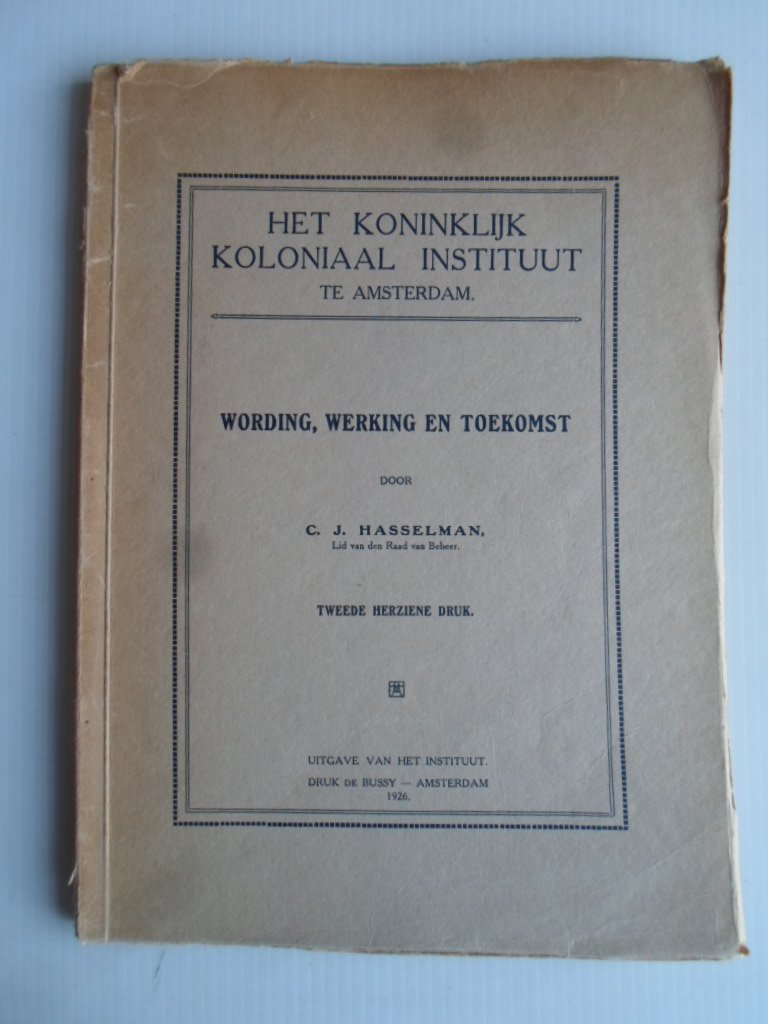 HET KONINKLIJK
KOLONIAAL INSTITUUT
TE AMSTERDAM.
WORDING, WERKING EN TOEKOMST
DOOR
C. J. HASSELMAN,
Lid van den Raad van Beheer.
TWEEDE HERZIENE DRUK.
UITGAVE VAN HET INSTITUUT.
DRUK DE BUSSY — AMSTERDAM
1926.